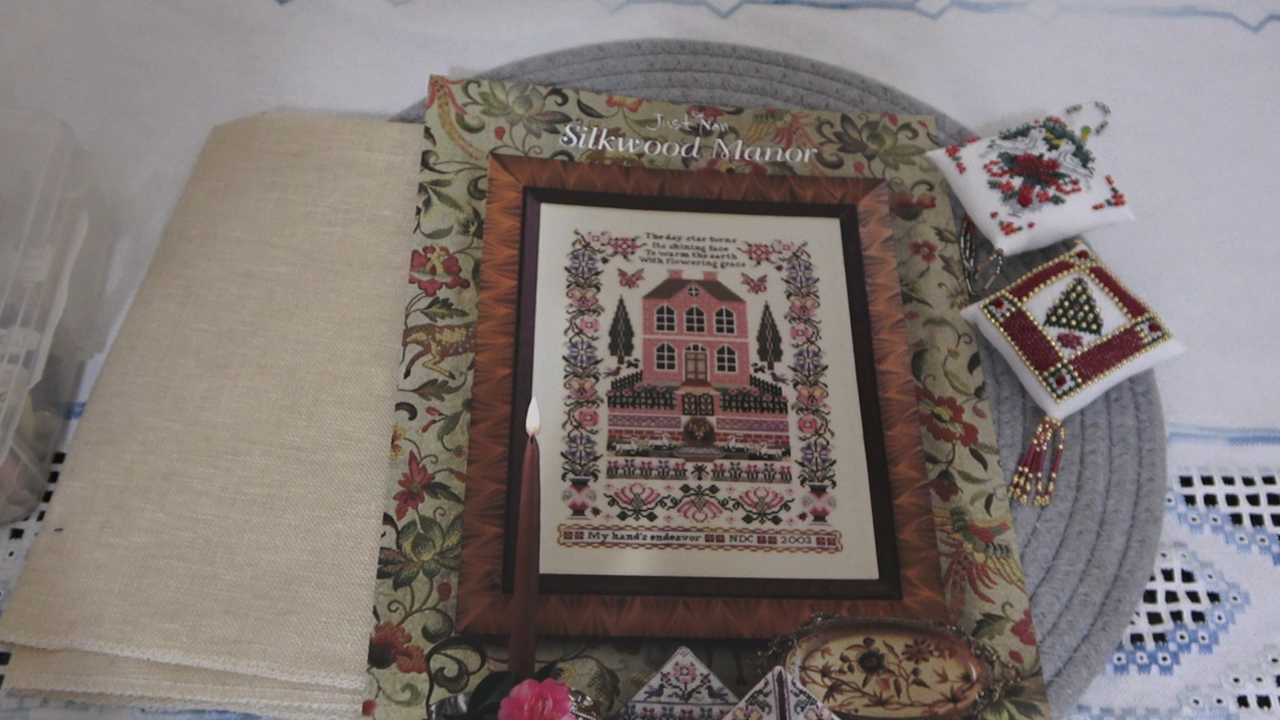 Just Nan
Silkwood Manor
The day star turns
Its shining face
To warm the earth
With flowering grace
My hand's endeavor NDC 2003